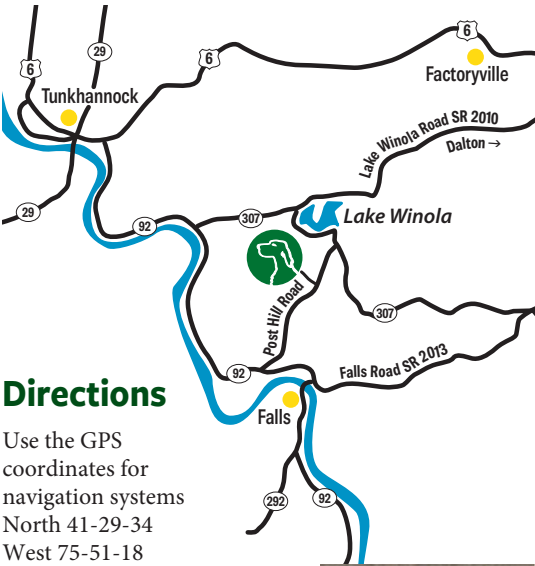 6
29
6
6
Factoryville
Tunkhannock
Lake Winola Road SR 2010
Dalton →
29
92
307
Lake Winola
Post Hill Road
307
92
Falls Road SR 2013
Directions
Falls
Use the GPS
coordinates for
navigation systems
North 41-29-34
West 75-51-18
292
92